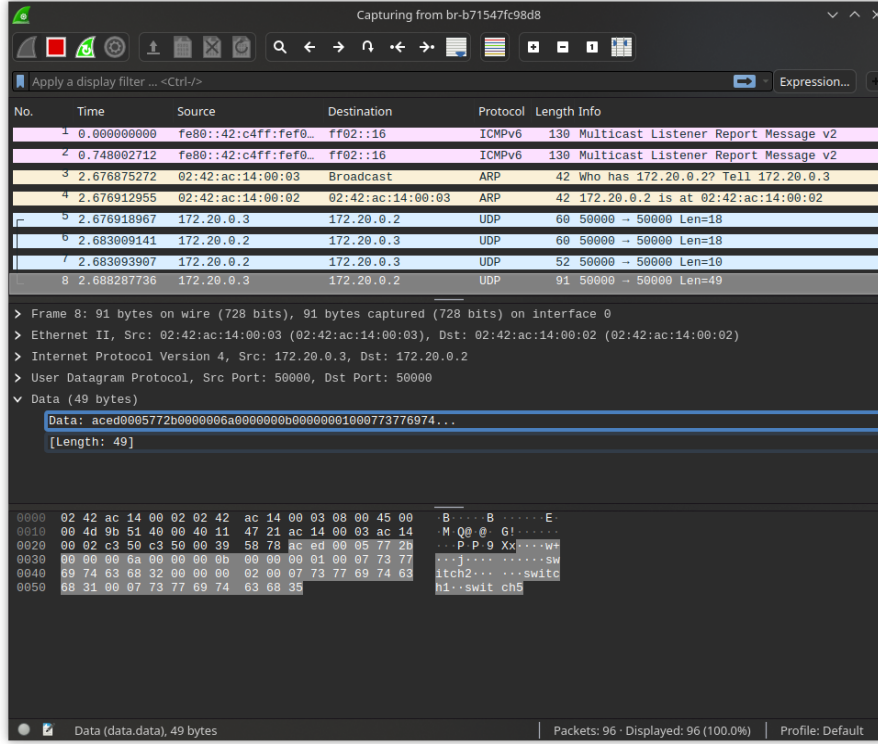 Capturing from br-b71547fc98d8
Apply a display filter ... <Ctrl-/>
Expression...
No. Time Source Destination Protocol Length Info
1 0.000000000 fe80::42:c4ff:fef0… ff02::16 ICMPv6 130 Multicast Listener Report Message v2
2 0.748002712 fe80::42:c4ff:fef0… ff02::16 ICMPv6 130 Multicast Listener Report Message v2
3 2.676875272 02:42:ac:14:00:03 Broadcast ARP 42 Who has 172.20.0.2? Tell 172.20.0.3
4 2.676912955 02:42:ac:14:00:02 02:42:ac:14:00:03 ARP 42 172.20.0.2 is at 02:42:ac:14:00:02
5 2.676918967 172.20.0.3 172.20.0.2 UDP 60 50000 → 50000 Len=18
6 2.683009141 172.20.0.2 172.20.0.3 UDP 60 50000 → 50000 Len=18
7 2.683093907 172.20.0.2 172.20.0.3 UDP 52 50000 → 50000 Len=10
8 2.688287736 172.20.0.3 172.20.0.2 UDP 91 50000 → 50000 Len=49
Frame 8: 91 bytes on wire (728 bits), 91 bytes captured (728 bits) on interface 0
Ethernet II, Src: 02:42:ac:14:00:03 (02:42:ac:14:00:03), Dst: 02:42:ac:14:00:02 (02:42:ac:14:00:02)
Internet Protocol Version 4, Src: 172.20.0.3, Dst: 172.20.0.2
User Datagram Protocol, Src Port: 50000, Dst Port: 50000
Data (49 bytes)
Data: aced0005772b0000006a0000000b00000001000773776974...
[Length: 49]
0000 02 42 ac 14 00 02 02 42 ac 14 00 03 08 00 45 00 ·B·····B ······E·
0010 00 4d 9b 51 40 00 40 11 47 21 ac 14 00 03 ac 14 ·M·Q@·@· G!······
0020 00 02 c3 50 c3 50 00 39 58 78 ac ed 00 05 77 2b ···P·P·9 Xx····w+
0030 00 00 00 6a 00 00 00 0b 00 00 00 01 00 07 73 77 ···j···· ······sw
0040 69 74 63 68 32 00 00 00 02 00 07 73 77 69 74 63 itch2··· ···switc
0050 68 31 00 07 73 77 69 74 63 68 35 h1··swit ch5
Data (data.data), 49 bytes
Packets: 96 · Displayed: 96 (100.0%)
Profile: Default